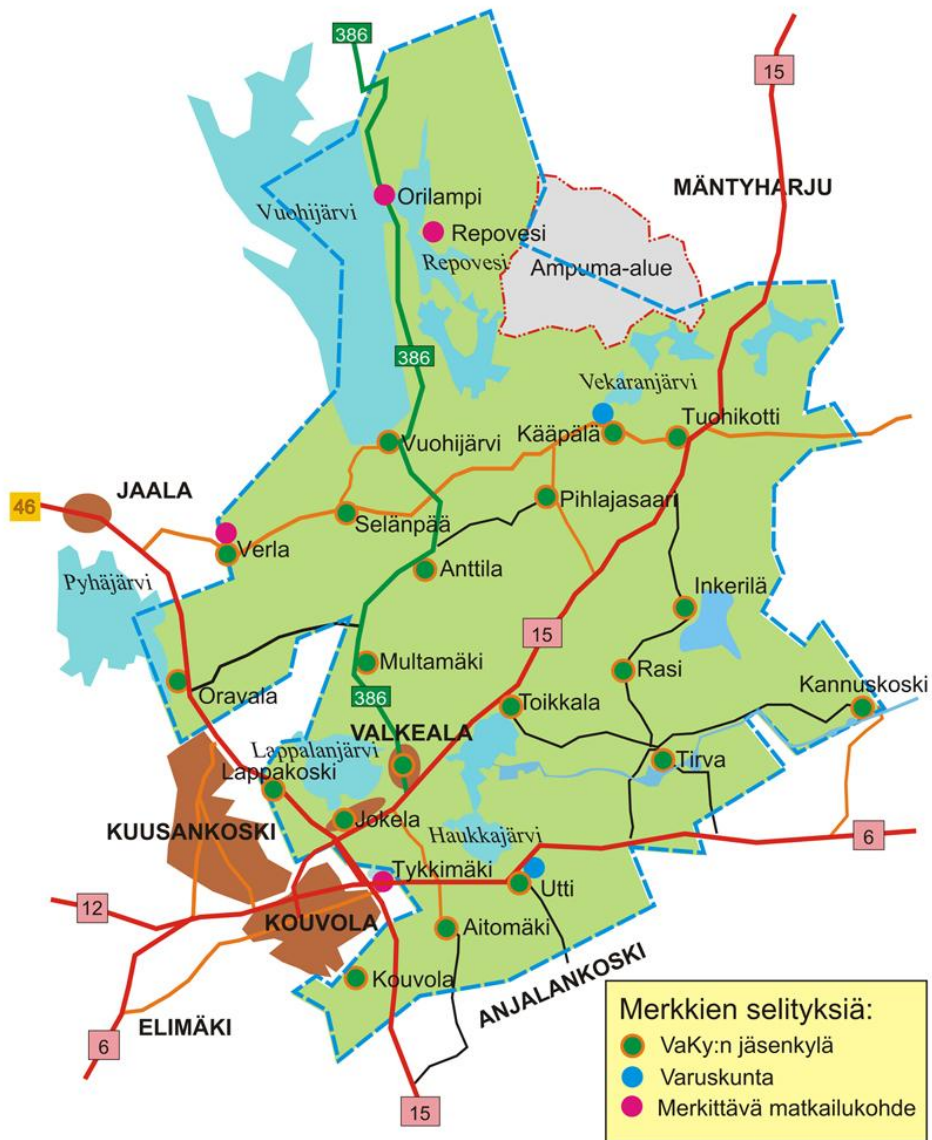 386
15
MÄNTYHARJU
Orilampi
Vuohijärvi
Repovesi
Repovesi
Ampuma-alue
386
Vekaranjärvi
Tuohikotti
Kääpälä
Vuohijärvi
JAALA
46
Pihlajasaari
Selänpää
Verla
Pyhäjärvi
Anttila
Inkerilä
15
Multamäki
Rasi
Oravala
386
Toikkala
Kannuskoski
VALKEALA
Lappalanjärvi
Lappakoski
Tirva
Jokela
KUUSANKOSKI
Haukkajärvi
6
Tykkimäki
Utti
12
KOUVOLA
Aitomäki
Kouvola
ANJALANKOSKI
ELIMÄKI
6
15
Merkkien selityksiä:
VaKy:n jäsenkylä
Varuskunta
Merkittävä matkailukohde